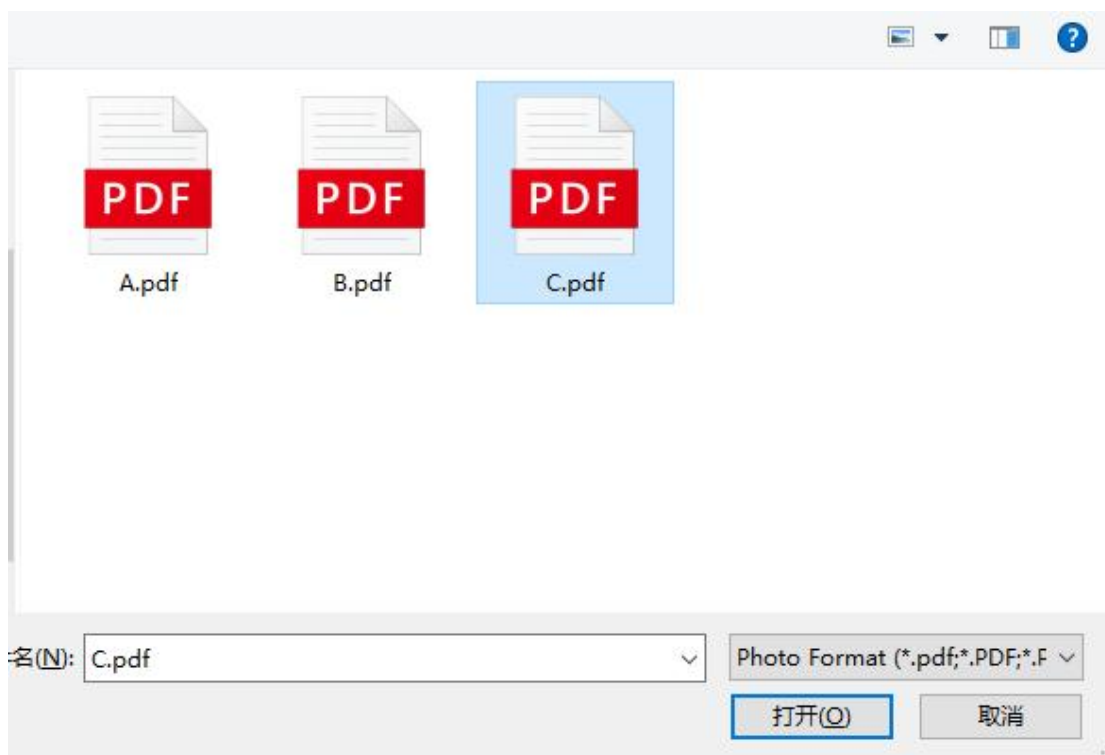 ?
PDF PDF PDF
A.pdf B.pdf C.pdf
名(N): C.pdf Photo Format (*.pdf;*.PDF;*.P
打开(O) 取消